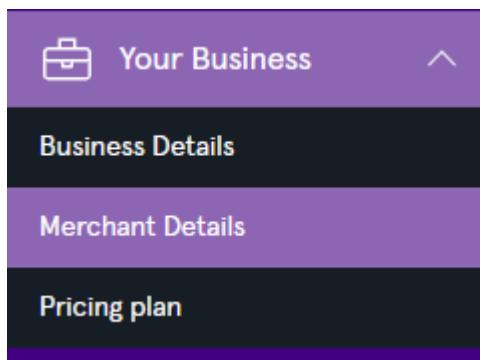 Your Business
Business Details
Merchant Details
Pricing plan